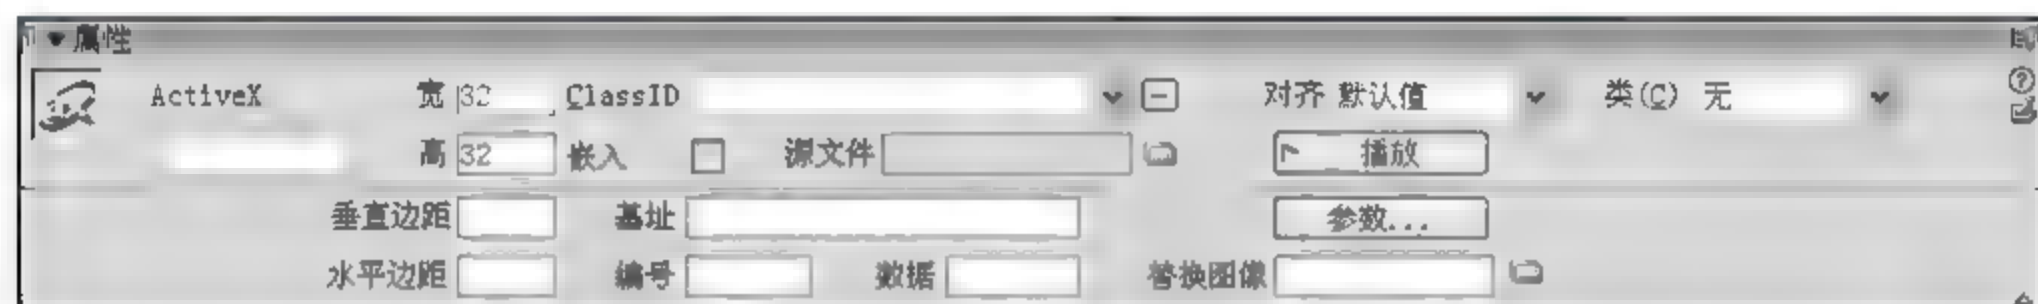 属性
ActiveX 宽 32 ClassID 对齐 默认值 类(C) 无
高 32 嵌入 源文件 播放
垂直边距 基址 参数...
水平边距 编号 数据 替换图像